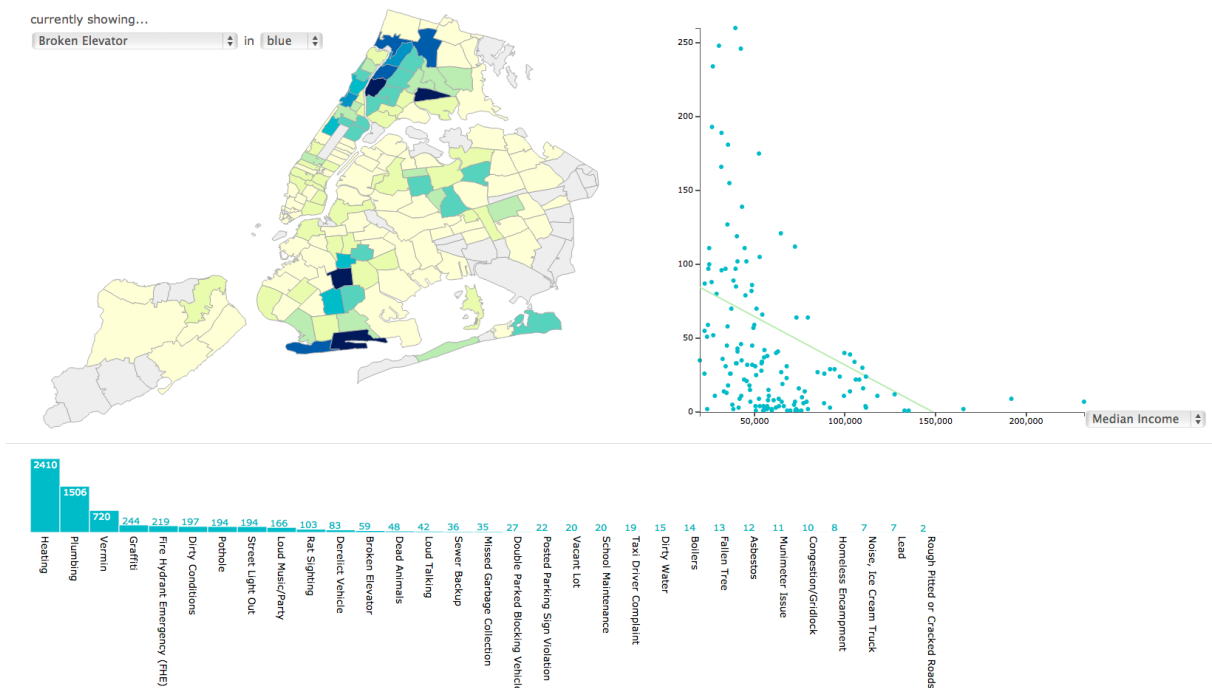 currently showing...
Broken Elevator in blue
250
200
150
100
50
0
50,000 100,000 150,000 200,000
Median Income
2410 1506 720 244 219 197 194 194 166 103 83 59 48 42 36 35 27 22 20 20 19 15 14 13 12 11 10 8 7 7 2
Heating
Plumbing
Vermin
Graffiti
Fire Hydrant Emergency (FHE)
Dirty Conditions
Pothole
Street Light Out
Loud Music/Party
Rat Sighting
Derelict Vehicle
Broken Elevator
Dead Animals
Loud Talking
Sewer Backup
Missed Garbage Collection
Double Parked Blocking Vehicle
Posted Parking Sign Violation
Vacant Lot
School Maintenance
Taxi Driver Complaint
Dirty Water
Boilers
Fallen Tree
Asbestos
Munimeter Issue
Congestion/Gridlock
Homeless Encampment
Noise, Ice Cream Truck
Lead
Rough Pitted or Cracked Roads